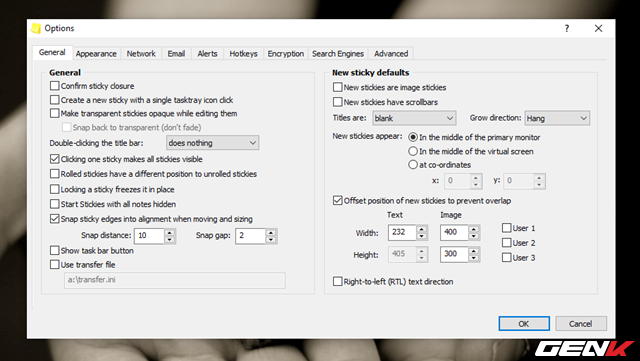 Options
General Appearance Network Email Alerts Hotkeys Encryption Search Engines Advanced
General
Confirm sticky closure
Create a new sticky with a single tasktray icon click
Make transparent stickies opaque while editing them
Snap back to transparent (don't fade)
Double-clicking the title bar: does nothing
Clicking one sticky makes all stickies visible
Rolled stickies have a different position to unrolled stickies
Locking a sticky freezes it in place
Start Stickies with all notes hidden
Snap sticky edges into alignment when moving and sizing
Snap distance: 10 Snap gap: 2
Show task bar button
Use transfer file
a:\transfer.ini
New sticky defaults
New stickies are image stickies
New stickies have scrollbars
Titles are: blank Grow direction: Hang
New stickies appear: In the middle of the primary monitor
In the middle of the virtual screen
at co-ordinates
x: 0 y: 0
Offset position of new stickies to prevent overlap
Text Image
Width: 232 400 User 1
User 2
Height: 405 300 User 3
Right-to-left (RTL) text direction
OK Cancel
GENK